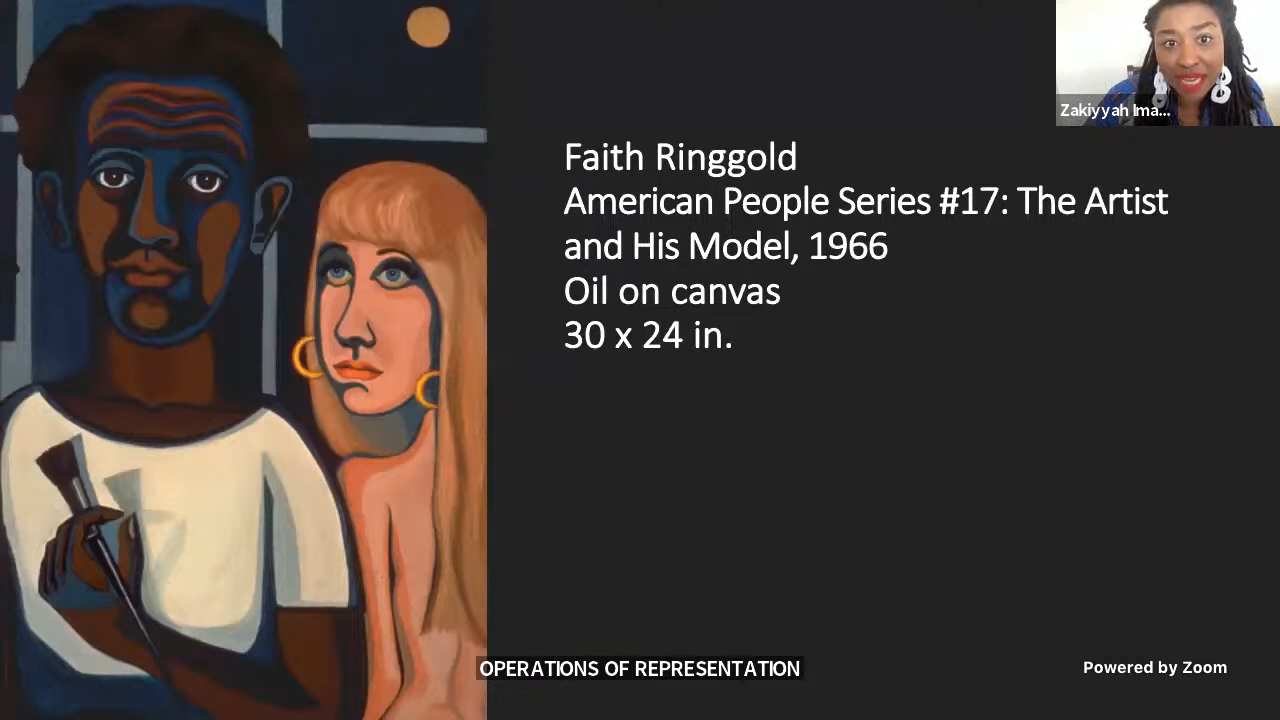 Zakiyyah Ima...
Faith Ringgold
American People Series #17: The Artist
and His Model, 1966
Oil on canvas
30 x 24 in.
OPERATIONS OF REPRESENTATION
Powered by Zoom